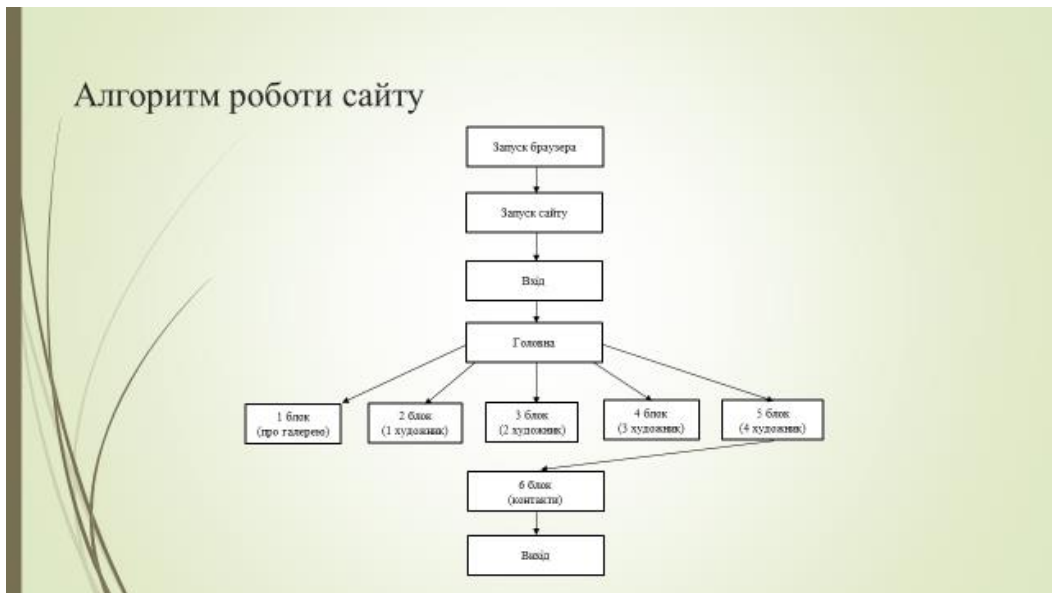 Алгоритм роботи сайту
Запуск браузера
Запуск сайту
Вхід
Головна
1 блок
(про галерею)
2 блок
(1 художник)
3 блок
(2 художник)
4 блок
(3 художник)
5 блок
(4 художник)
6 блок
(контакти)
Вихід